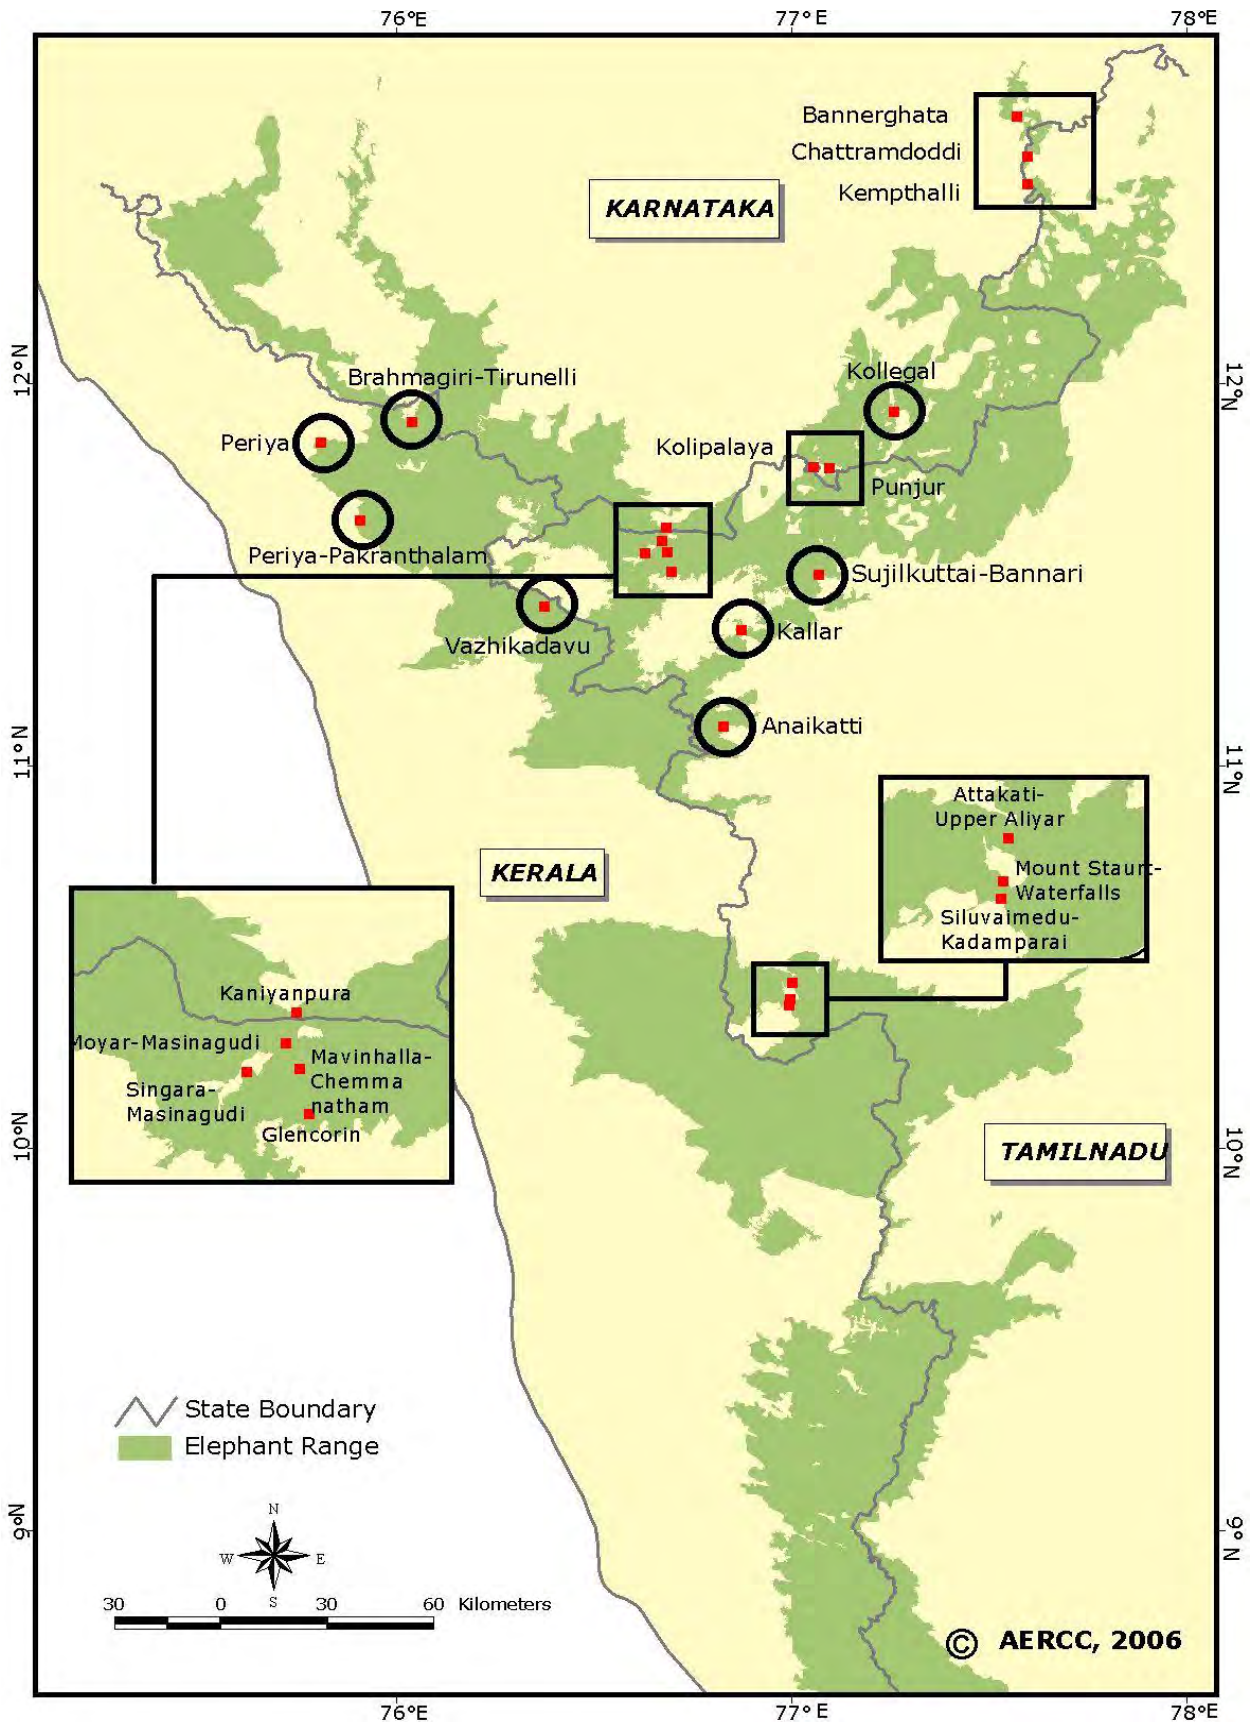 76°E 77°E 78°E
Bannerghata
Chattramdoddi
Kempthalli
KARNATAKA
12°N
12°N
Brahmagiri-Tirunelli
Kollegal
Periya
Kolipalaya
Punjur
Periya-Pakranthalam
Sujilkuttai-Bannari
Vazhikadavu
Kallar
Anaikatti
11°N
11°N
Attakati-
Upper Aliyar
Mount Staurt-
Waterfalls
Siluvaimedu-
Kadamparai
KERALA
Kaniyanpura
Moyar-Masinagudi
Mavinhalla-
Chemma
natham
Singara-
Masinagudi
Glencorin
10°N
10°N
TAMILNADU
State Boundary
Elephant Range
N
W E
S
9°N
9°N
30 0 30 60 Kilometers
© AERCC, 2006
76°E 77°E 78°E